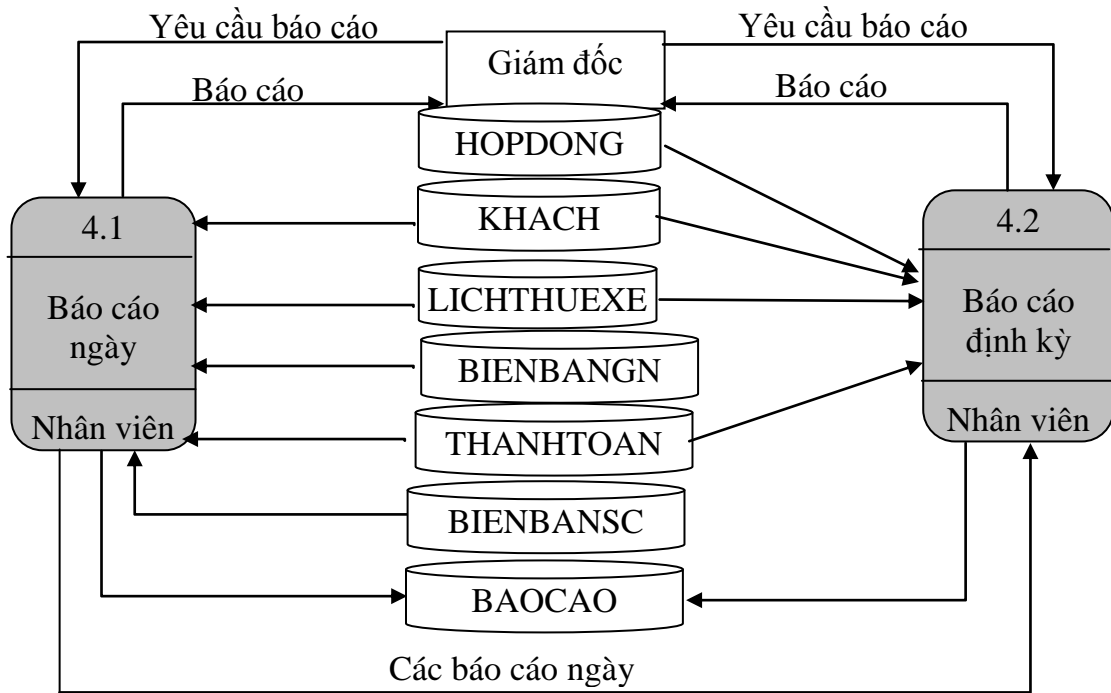 Yêu cầu báo cáo
Yêu cầu báo cáo
Giám đốc
Báo cáo
Báo cáo
HOPDONG
4.1
KHACH
4.2
Báo cáo
ngày
LICHTHUEXE
Báo cáo
định kỳ
BIENBANGN
Nhân viên
THANHTOAN
Nhân viên
BIENBANSC
BAOCAO
Các báo cáo ngày